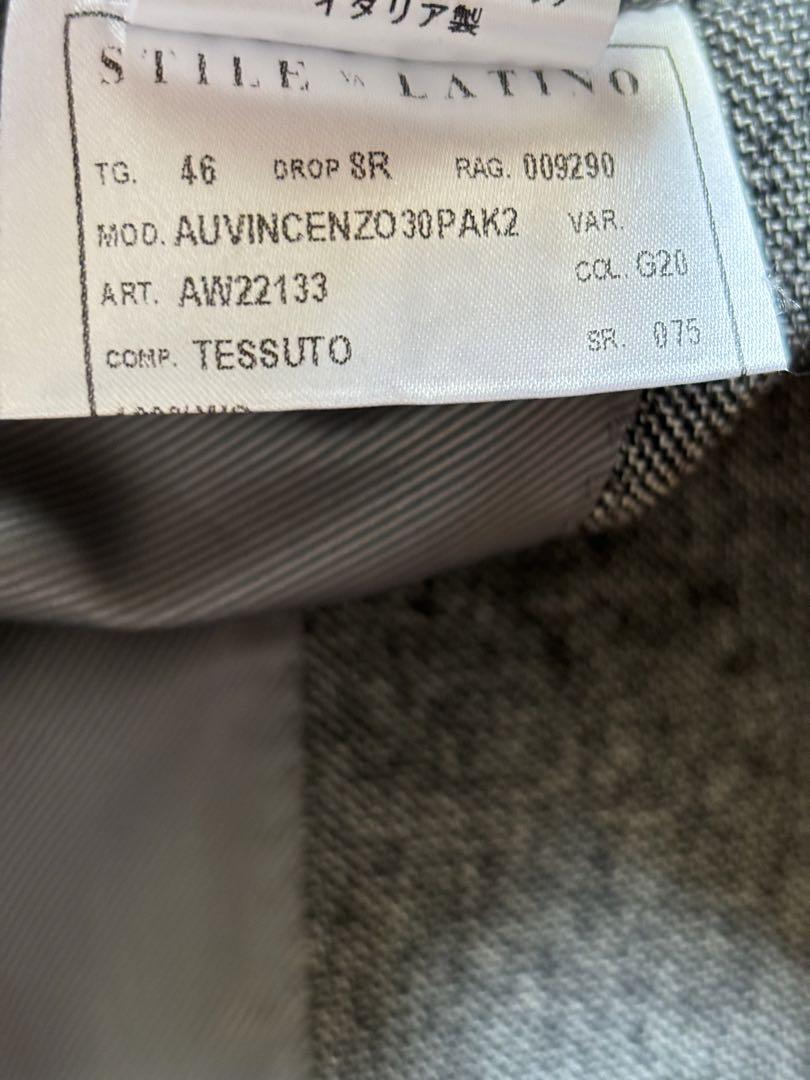 イタリア製
STILE LATINO
TG. 46 DROP 8R RAG. 009290
MOD. AUVINCENZO30PAK2 VAR.
ART. AW22133 COL. G20
COMP. TESSUTO SR. 075